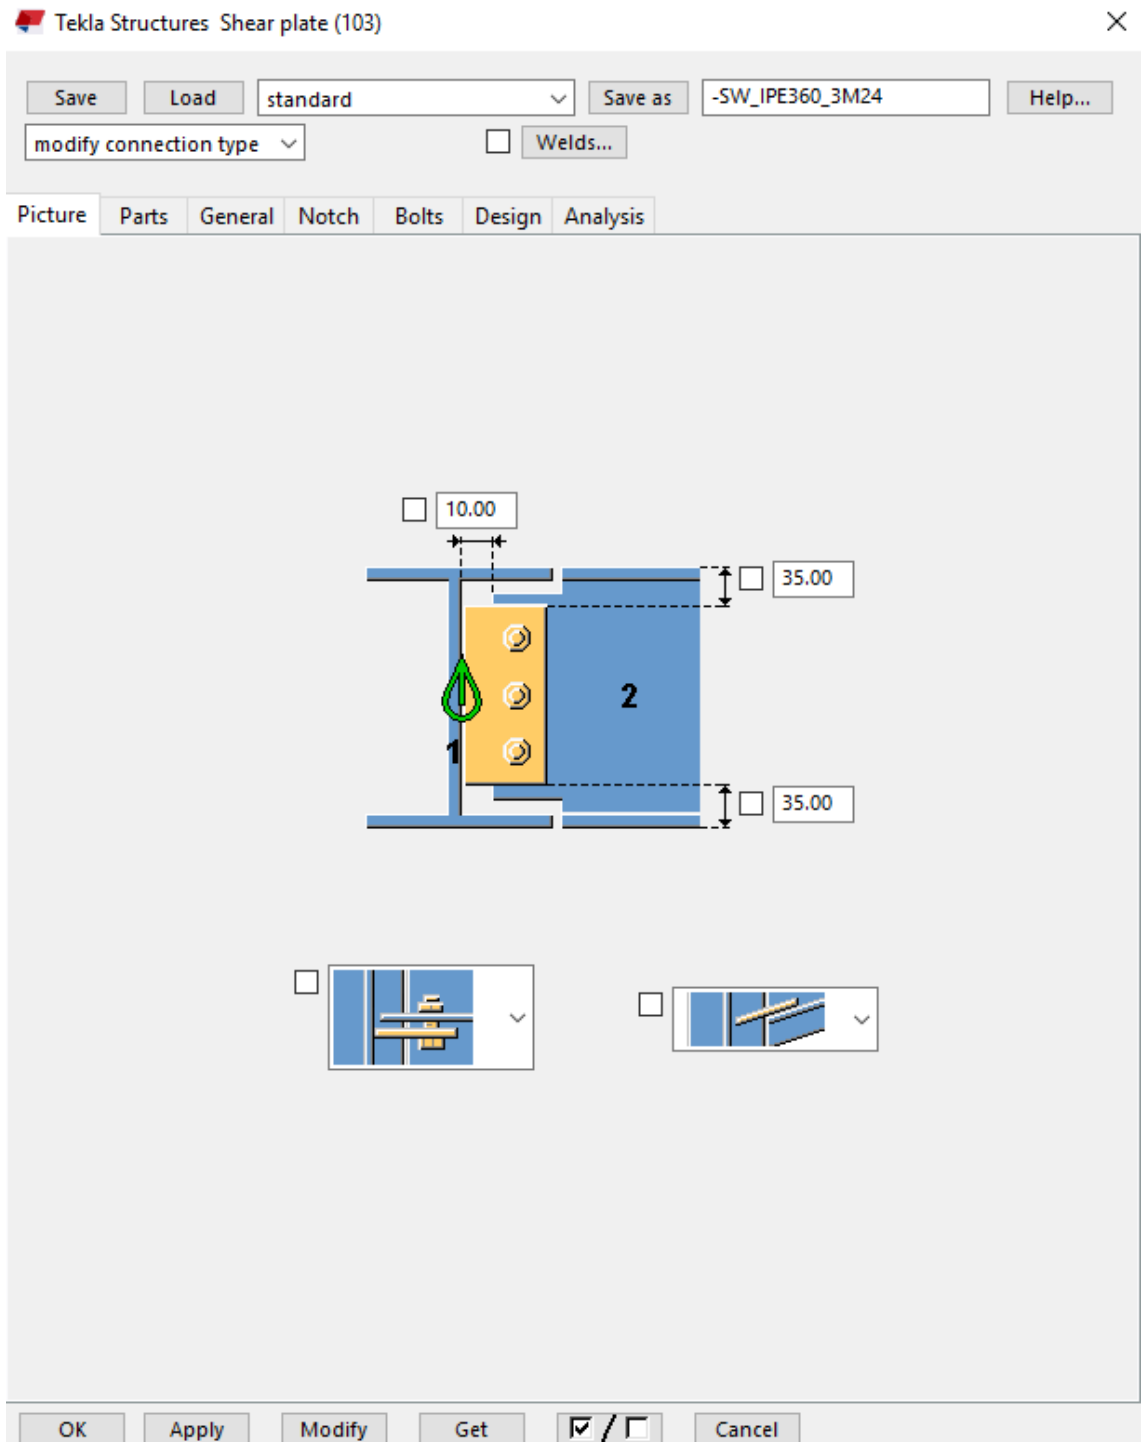 Tekla Structures Shear plate (103)
Save Load standard Save as -SW_IPE360_3M24 Help...
modify connection type Welds...
Picture Parts General Notch Bolts Design Analysis
10.00
35.00
2
1
35.00
OK Apply Modify Get / Cancel